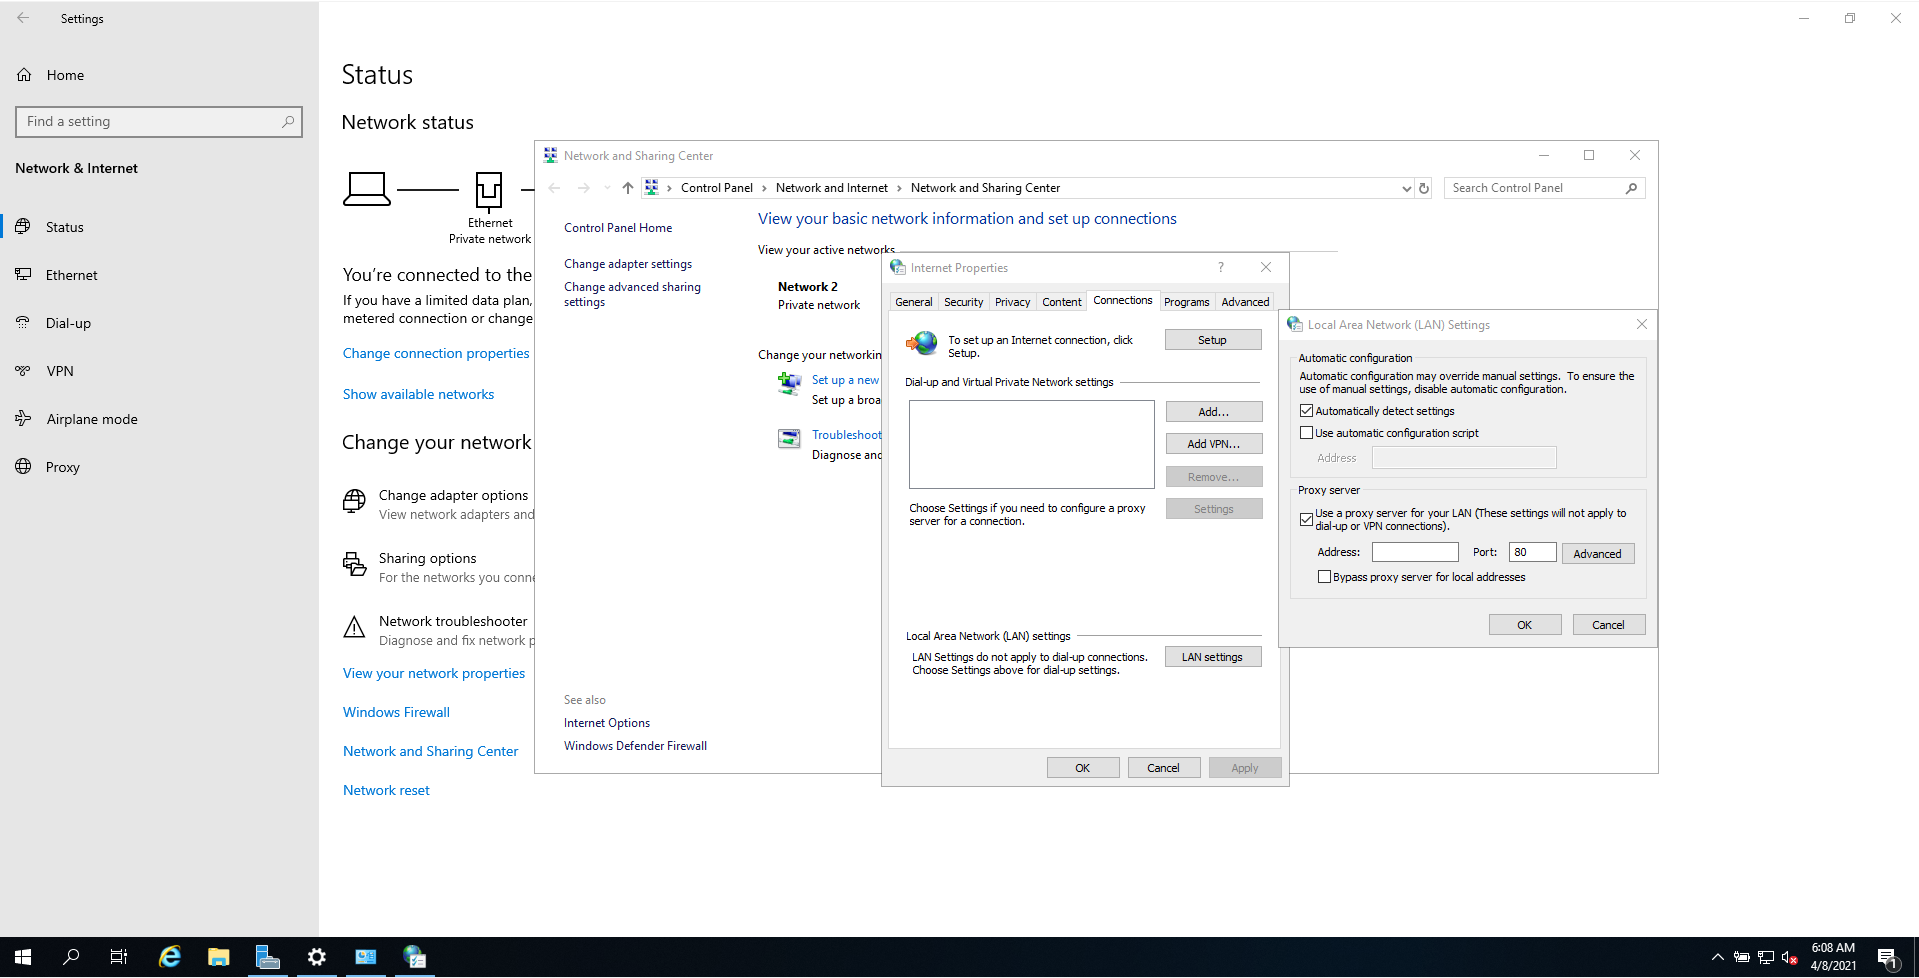 Settings
Home
Find a setting
Network & Internet
Status
Ethernet
Dial-up
VPN
Airplane mode
Proxy
Status
Network status
Ethernet
Private network
You're connected to the
If you have a limited data plan,
metered connection or change
Change connection properties
Show available networks
Change your network
Change adapter options
View network adapters and
Sharing options
For the networks you conne
Network troubleshooter
Diagnose and fix network p
View your network properties
Windows Firewall
Network and Sharing Center
Network reset
Network and Sharing Center
Control Panel
Network and Internet
Network and Sharing Center
Search Control Panel
Control Panel Home
Change adapter settings
Change advanced sharing
settings
See also
Internet Options
Windows Defender Firewall
View your basic network information and set up connections
View your active networks
Network 2
Private network
Change your networkin
Set up a new
Set up a broa
Troubleshoot
Diagnose and
Internet Properties
?
General Security Privacy Content Connections Programs Advanced
To set up an Internet connection, click
Setup.
Setup
Dial-up and Virtual Private Network settings
Add...
Add VPN...
Remove...
Choose Settings if you need to configure a proxy
server for a connection.
Settings
Local Area Network (LAN) settings
LAN Settings do not apply to dial-up connections.
Choose Settings above for dial-up settings.
LAN settings
OK Cancel Apply
Local Area Network (LAN) Settings
Automatic configuration
Automatic configuration may override manual settings. To ensure the
use of manual settings, disable automatic configuration.
Automatically detect settings
Use automatic configuration script
Address
Proxy server
Use a proxy server for your LAN (These settings will not apply to
dial-up or VPN connections).
Address: Port: 80 Advanced
Bypass proxy server for local addresses
OK Cancel
6:08 AM
4/8/2021
1